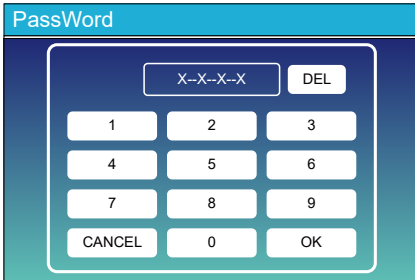 PassWord
X--X--X--X DEL
1 2 3
4 5 6
7 8 9
CANCEL 0 OK